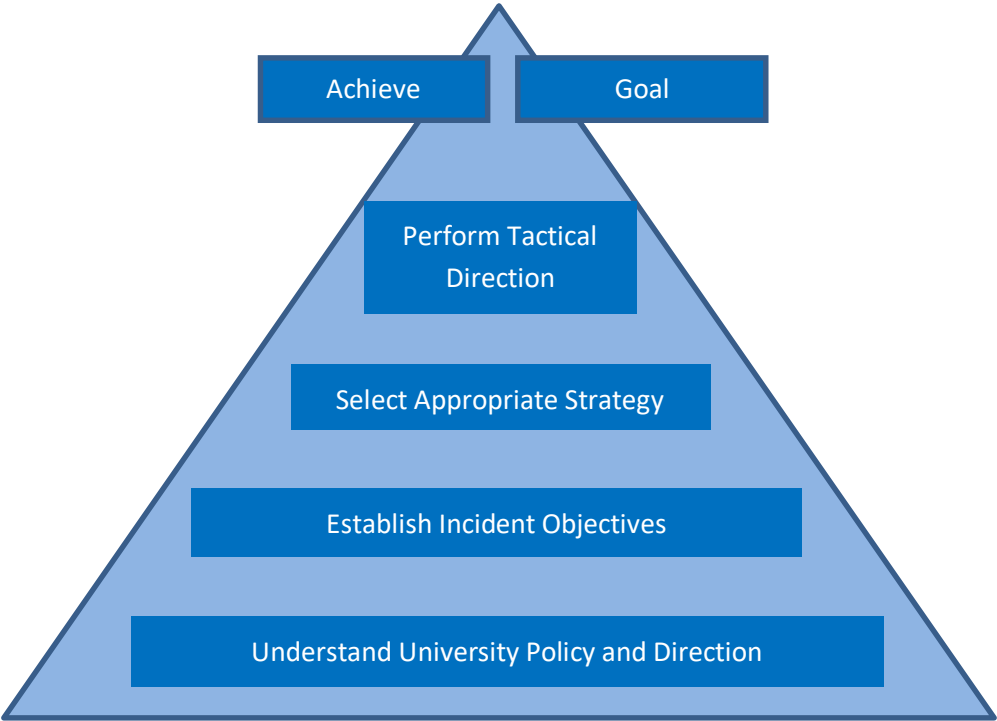 Achieve
Goal
Perform Tactical
Direction
Select Appropriate Strategy
Establish Incident Objectives
Understand University Policy and Direction